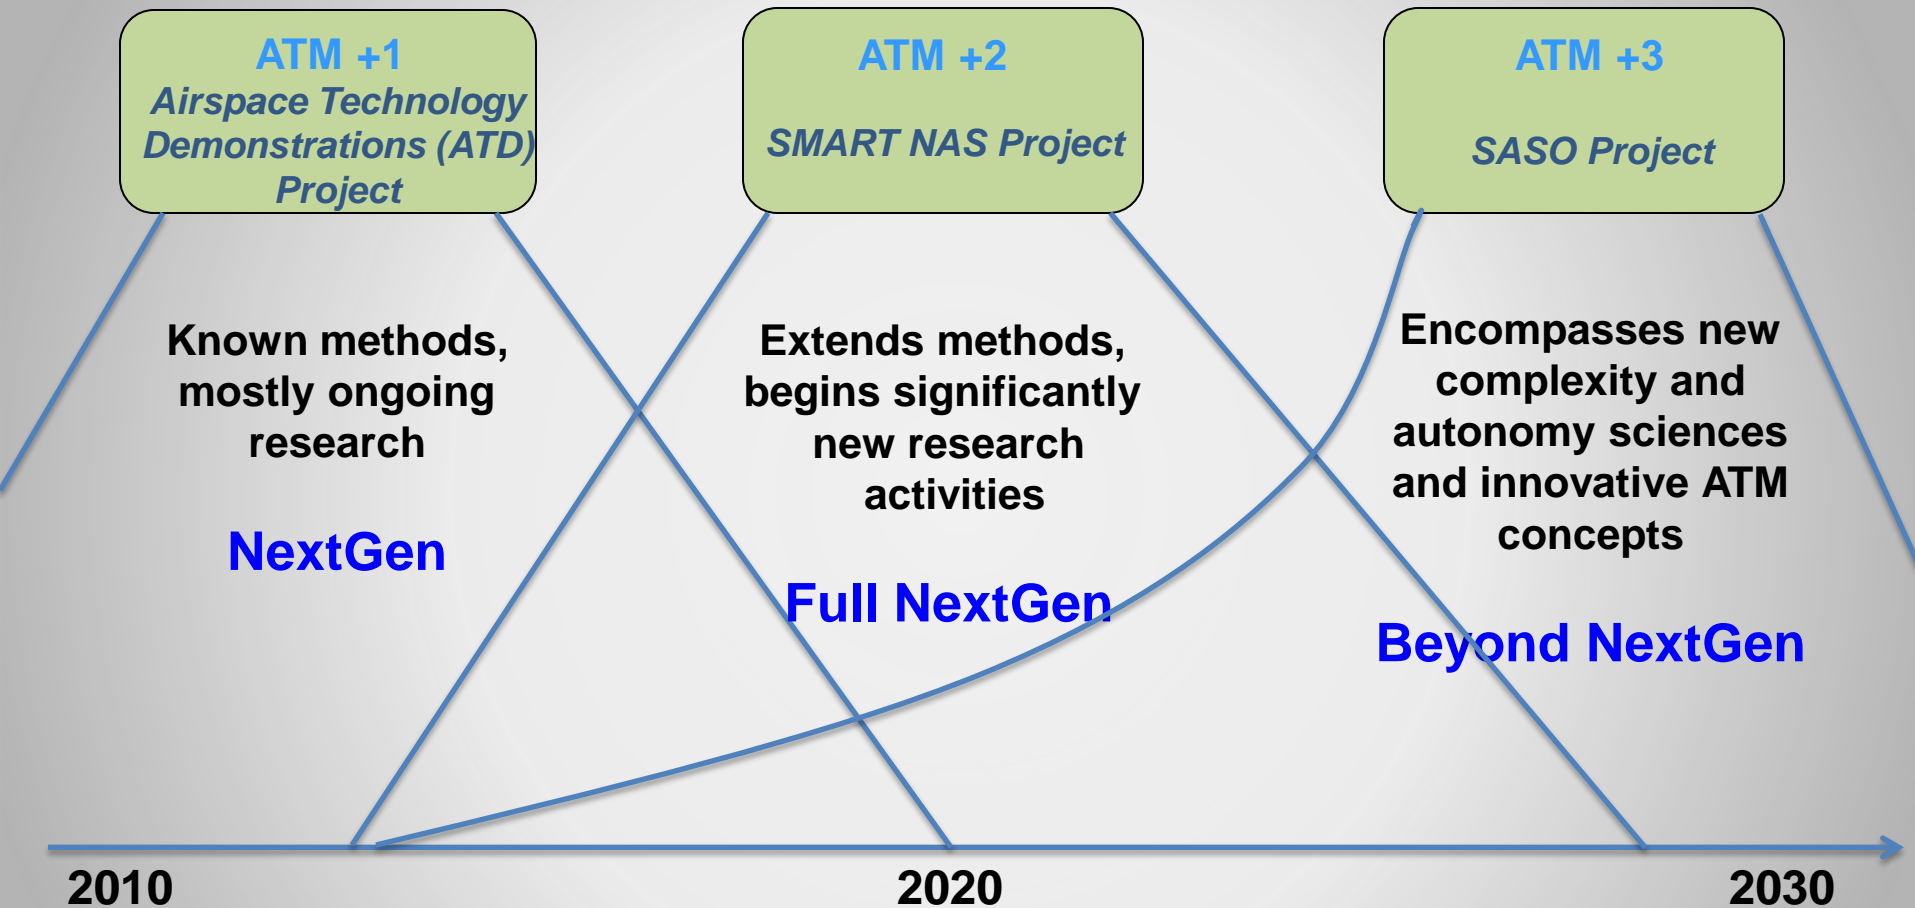 ATM +1
Airspace Technology
Demonstrations (ATD)
Project
ATM +2
SMART NAS Project
ATM +3
SASO Project
Known methods,
mostly ongoing
research
NextGen
Extends methods,
begins significantly
new research
activities
Full NextGen
Encompasses new
complexity and
autonomy sciences
and innovative ATM
concepts
Beyond NextGen
2010
2020
2030